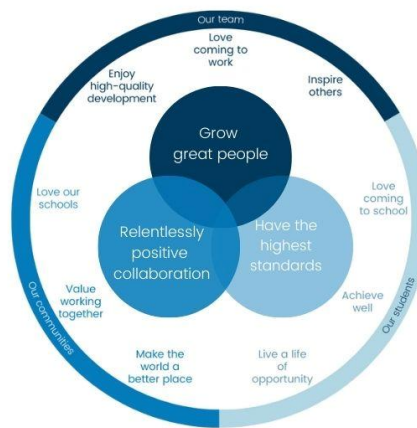 Our team
Love
coming to
work
Enjoy
high-quality
development
Inspire
others
Grow
great people
Love our
schools
Love
coming
to school
Relentlessly
positive
collaboration
Have the
highest
standards
Value
working
together
Achieve
well
Our communities
Our students
Make the
world a
better place
Live a life
of
opportunity